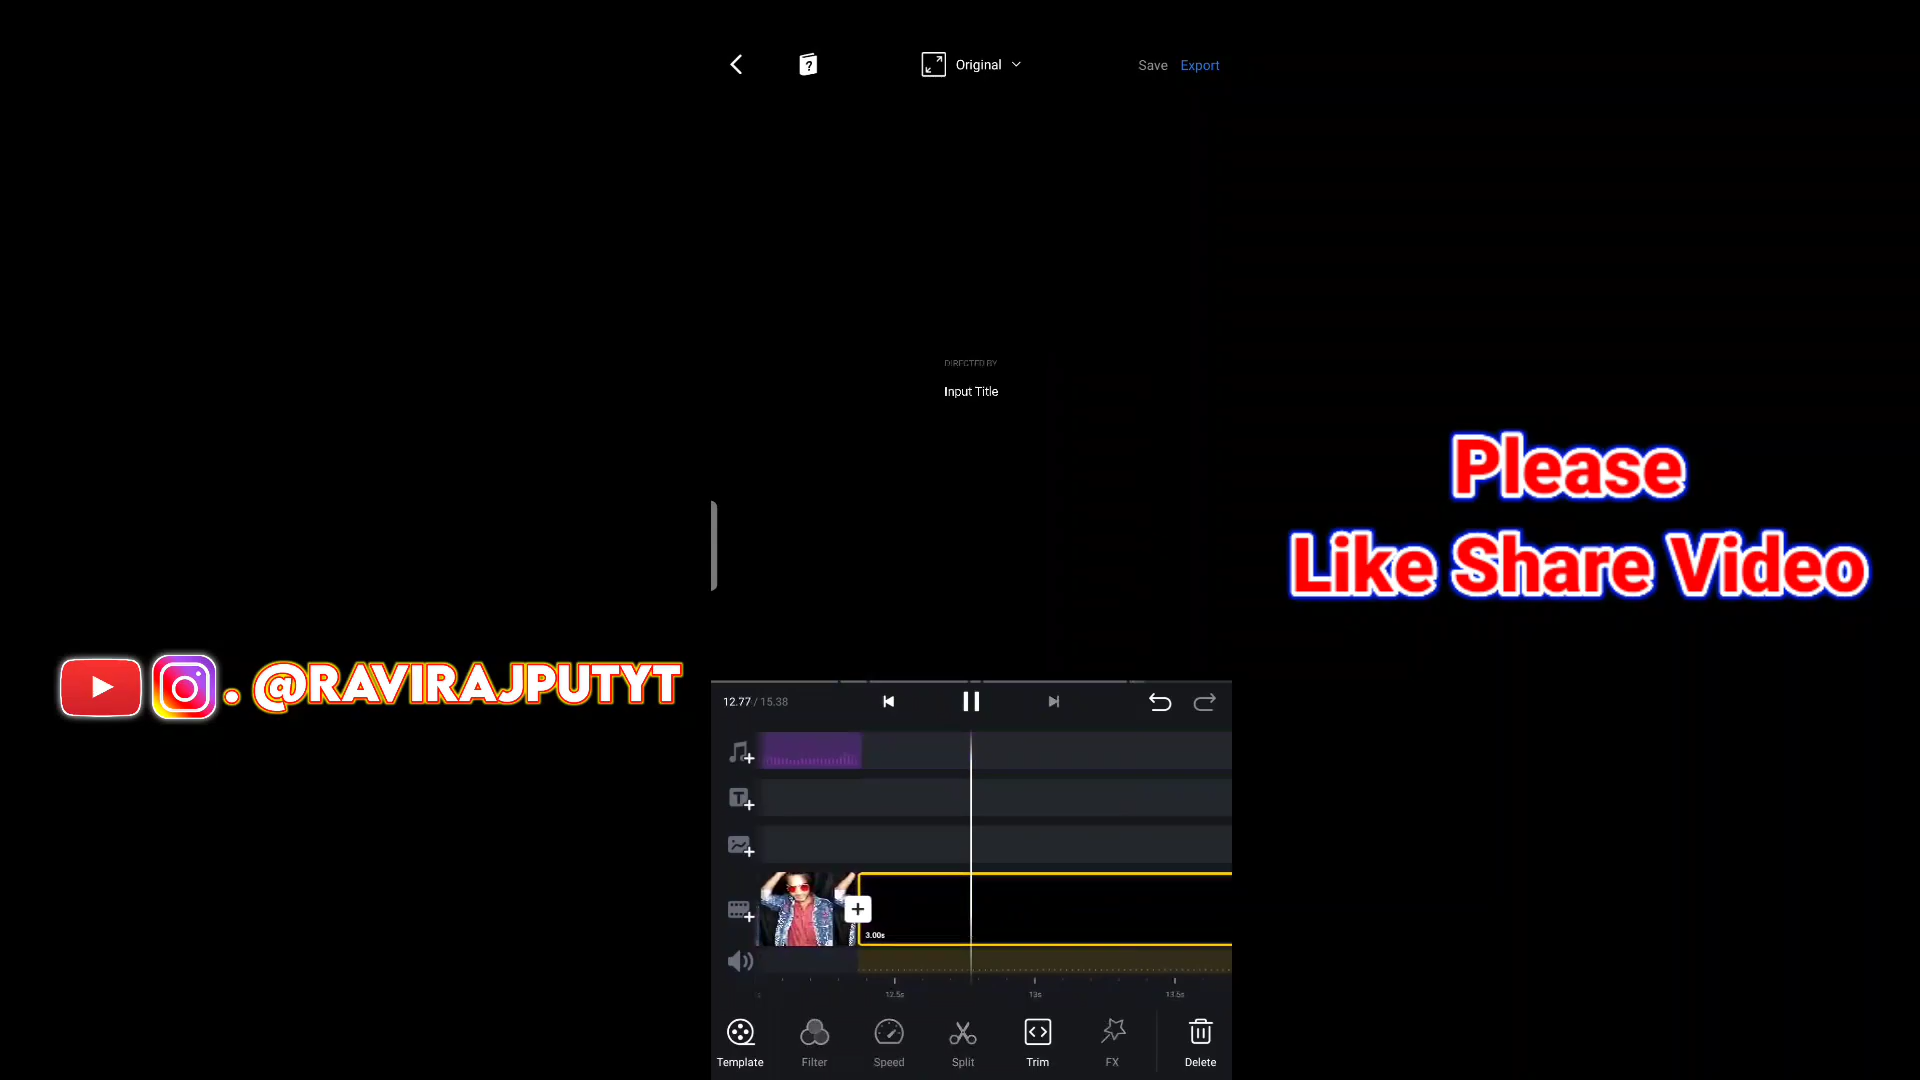 Original
Save Export
DIRECTED BY
Input Title
Please
Like Share Video
. @RAVIRAJPUTYT
12.77 / 15.38
3.00s
12.5s 13s 13.5s
Template Filter Speed Split Trim FX Delete